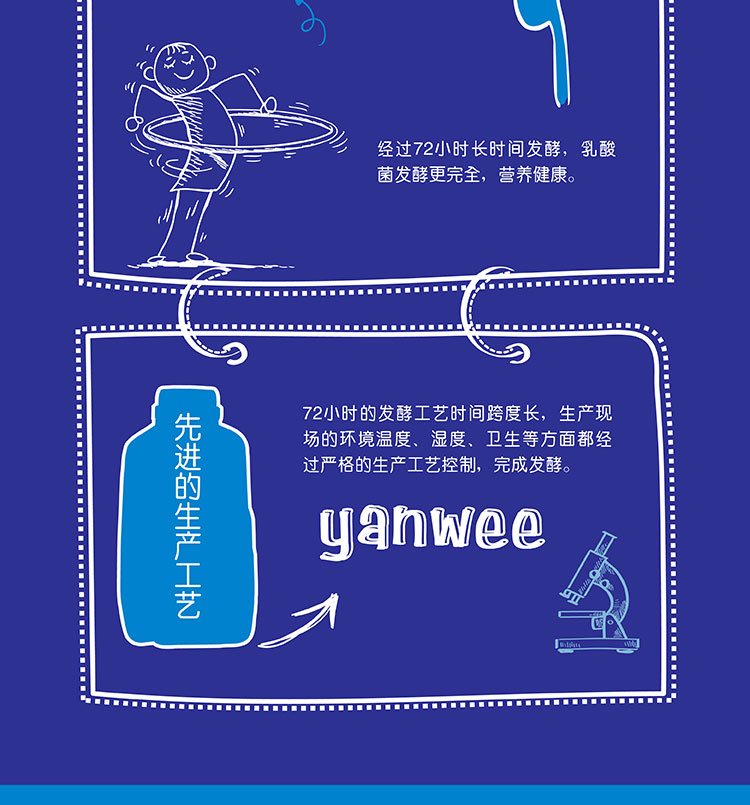 经过72小时长时间发酵，乳酸
菌发酵更完全，营养健康。
先进的生产工艺
72小时的发酵工艺时间跨度长，生产现
场的环境温度、湿度、卫生等方面都经
过严格的生产工艺控制，完成发酵。
yanwee